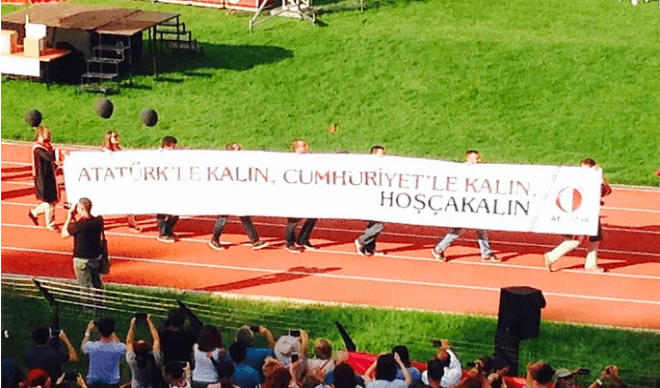 ATATÜRK'LE KALIN, CUMHURİYET'LE KALIN,
HOŞÇAKALIN